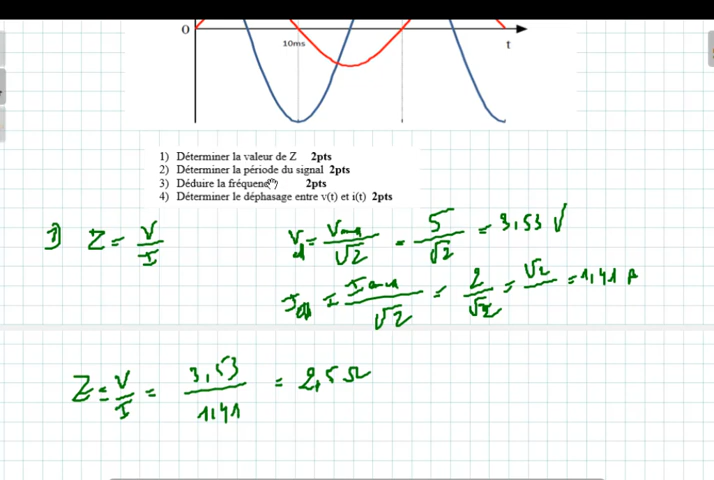 0
10ms
t
1) Déterminer la valeur de Z 2pts
2) Déterminer la période du signal 2pts
3) Déduire la fréquence 2pts
4) Déterminer le déphasage entre v(t) et i(t) 2pts
1) Z = V/I
V = Vmax/√2 = 5/√2 = 3,53 V
I = Imax/√2 = 2/√2 = √2 = 1,41 A
Z = V/I = 3,53/1,41 = 2,5 Ω